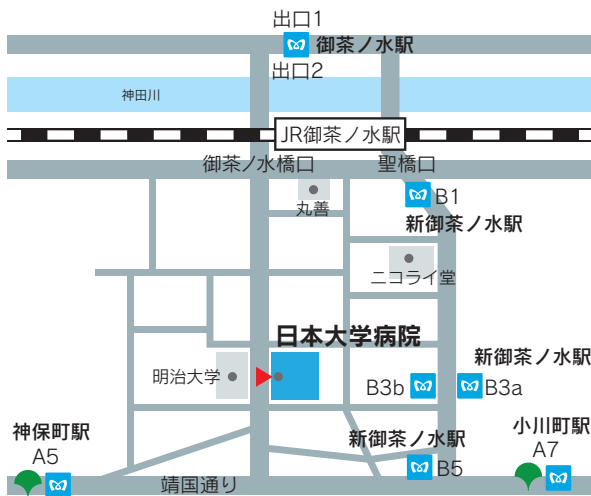 出口1
御茶ノ水駅
出口2
神田川
JR御茶ノ水駅
御茶ノ水橋口
聖橋口
B1
丸善
新御茶ノ水駅
ニコライ堂
日本大学病院
新御茶ノ水駅
明治大学
B3b
B3a
神保町駅
A5
新御茶ノ水駅
B5
小川町駅
A7
靖国通り